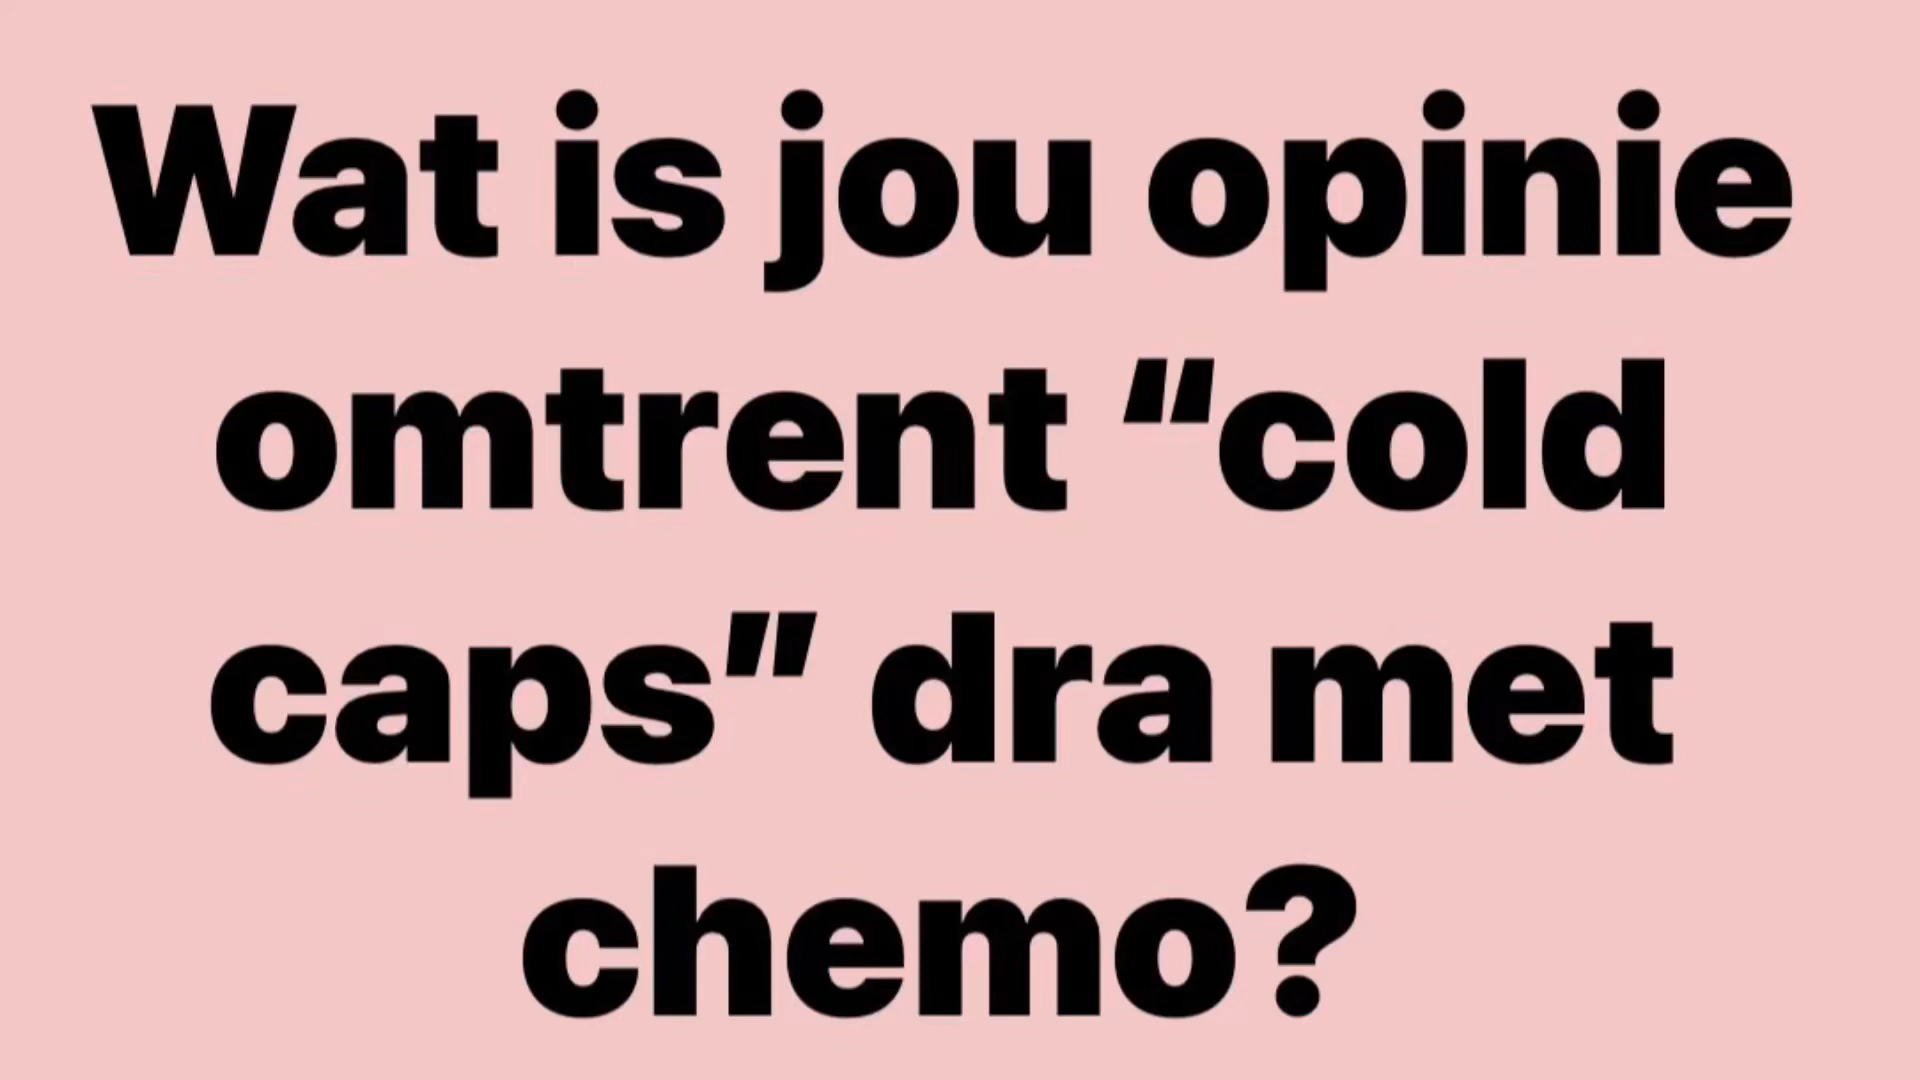 Wat is jou opinie
omtrent “cold
caps” dra met
chemo?